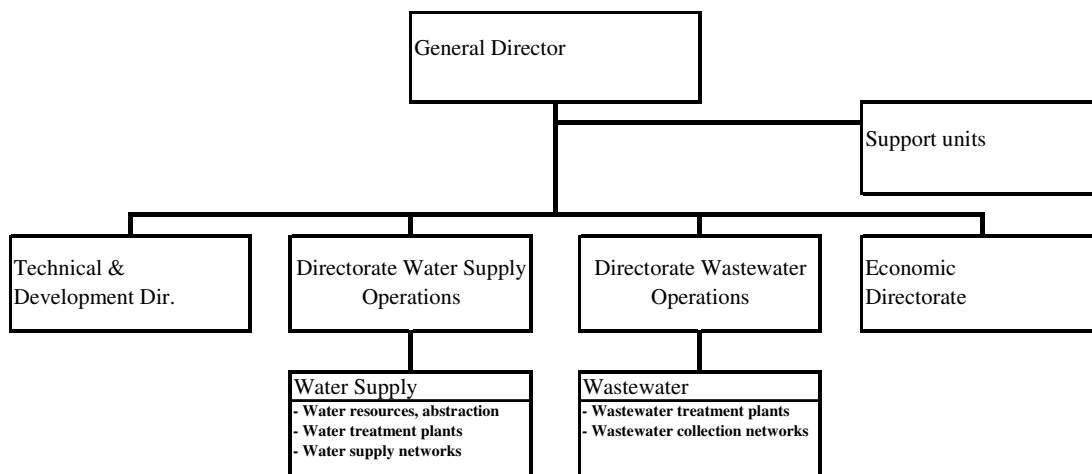 General Director
Support units
Technical &
Development Dir.
Directorate Water Supply
Operations
Directorate Wastewater
Operations
Economic
Directorate
Water Supply
- Water resources, abstraction
- Water treatment plants
- Water supply networks
Wastewater
- Wastewater treatment plants
- Wastewater collection networks